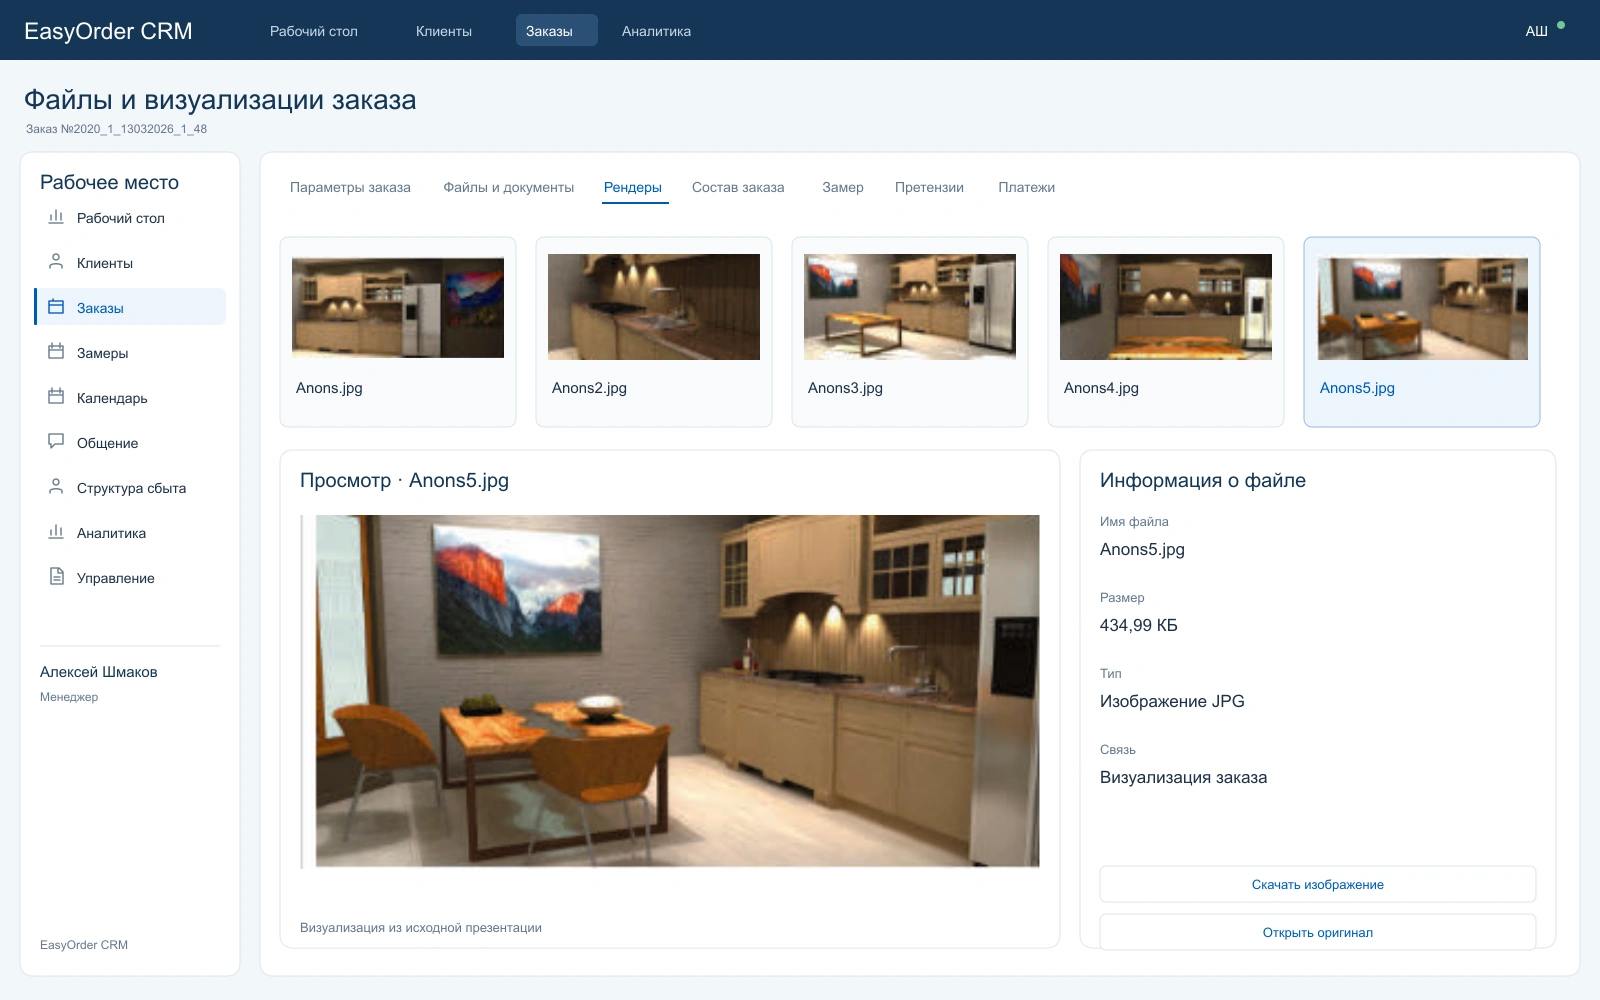 EasyOrder CRM
Рабочий стол
Клиенты
Заказы
Аналитика
АШ
Файлы и визуализации заказа
Заказ №2020_1_13032026_1_48
Рабочее место
Рабочий стол
Клиенты
Заказы
Замеры
Календарь
Общение
Структура сбыта
Аналитика
Управление
Алексей Шмаков
Менеджер
EasyOrder CRM
Параметры заказа
Файлы и документы
Рендеры
Состав заказа
Замер
Претензии
Платежи
Anons.jpg
Anons2.jpg
Anons3.jpg
Anons4.jpg
Anons5.jpg
Просмотр · Anons5.jpg
Визуализация из исходной презентации
Информация о файле
Имя файла
Anons5.jpg
Размер
434,99 КБ
Тип
Изображение JPG
Связь
Визуализация заказа
Скачать изображение
Открыть оригинал